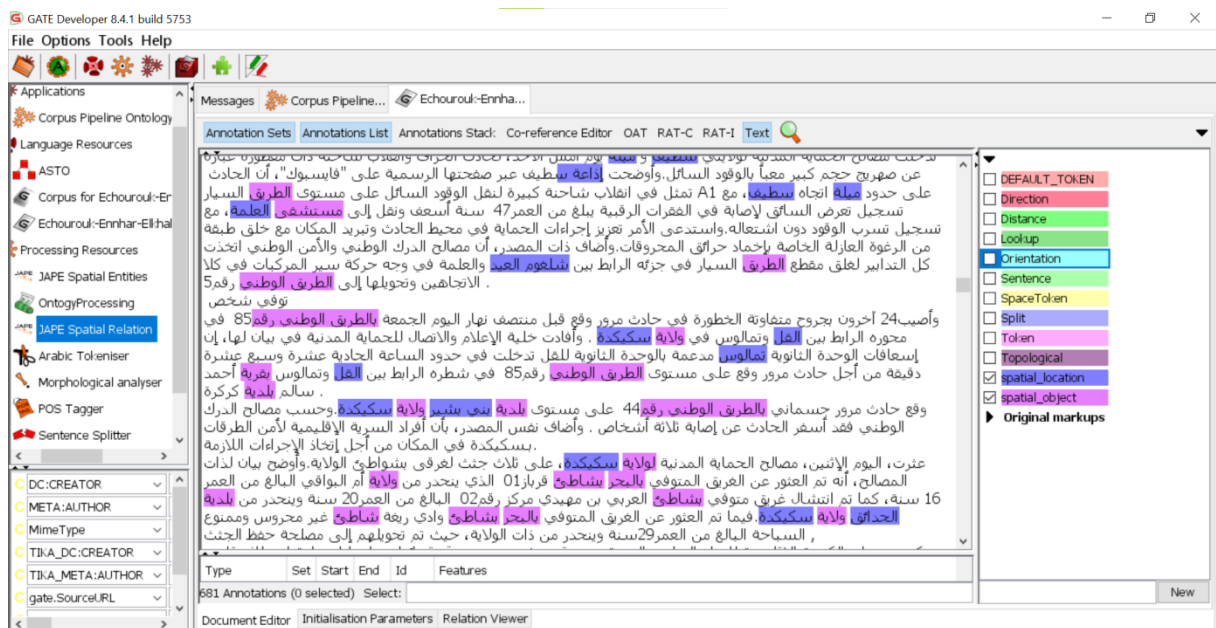 GATE Developer 8.4.1 build 5753
File Options Tools Help
Applications
Corpus Pipeline Ontology
Language Resources
ASTO
Corpus for Echourouk-Er
Echourouk-Ennhar-Elkhal
Processing Resources
JAPE Spatial Entities
OntogyProcessing
JAPE Spatial Relation
Arabic Tokeniser
Morphological analyser
POS Tagger
Sentence Splitter
DC:CREATOR
META:AUTHOR
MimeType
TIKA_DC:CREATOR
TIKA_META:AUTHOR
gate.SourceURL
Messages Corpus Pipeline... Echourouk-Ennha...
Annotation Sets Annotations List Annotations Stack Co-reference Editor OAT RAT-C RAT-I Text
عن صهريج حجم كبير معبأ بالوقود السائل.وأوضحت إذاعة سطيف عبر صفحتها الرسمية على "فايسبوك"، أن الحادث
على حدود ميلة اتجاه سطيف، مع A1 تمثل في انقلاب شاحنة كبيرة لنقل الوقود السائل على مستوى الطريق السيار
تسجيل تعرض السائق لإصابة في الفقرات الرقبية يبلغ من العمر47 سنة أسعف ونقل إلى مستشفى العلمة، مع
تسجيل تسرب الوقود دون اشتعاله.واستدعى الأمر تعزيز إجراءات الحماية في محيط الحادث وتبريد المكان مع خلق طبقة
من الرغوة العازلة الخاصة بإخماد حرائق المحروقات.وأضاف ذات المصدر، أن مصالح الدرك الوطني والأمن الوطني اتخذت
كل التدابير لغلق مقطع الطريق السيار في جزئه الرابط بين شلغوم العيد والعلمة في وجه حركة سير المركبات في كلا
. الاتجاهين وتحويلها إلى الطريق الوطني رقم5
توفي شخص
وأصيب24 آخرون بجروح متفاوتة الخطورة في حادث مرور وقع قبل منتصف نهار اليوم الجمعة بالطريق الوطني رقم85 في
محوره الرابط بين القل وتمالوس في ولاية سكيكدة . وأفادت خلية الإعلام والاتصال للحماية المدنية في بيان لها، إن
إسعافات الوحدة الثانوية تمالوس مدعمة بالوحدة الثانوية للقل تدخلت في حدود الساعة الحادية عشرة وسبع عشرة
دقيقة من أجل حادث مرور وقع على مستوى الطريق الوطني رقم85 في شطره الرابط بين القل وتمالوس بقرية أحمد
. سالم بلدية كركرة
وقع حادث مرور جسماني بالطريق الوطني رقم44 على مستوى بلدية بني بشير ولاية سكيكدة.وحسب مصالح الدرك
الوطني فقد أسفر الحادث عن إصابة ثلاثة أشخاص . وأضاف نفس المصدر، بأن أفراد السرية الإقليمية لأمن الطرقات
.بسكيكدة في المكان من أجل إتخاذ الإجراءات اللازمة
عثرت، اليوم الإثنين، مصالح الحماية المدنية لولاية سكيكدة، على ثلاث جثث لغرقى بشواطئ الولاية.وأوضح بيان لذات
المصالح، أنه تم العثور عن الغريق المتوفي بالبحر بشاطئ قرباز01 الذي ينحدر من ولاية أم البواقي البالغ من العمر
16 سنة، كما تم انتشال غريق متوفي بشاطئ العربي بن مهيدي مركز رقم02 البالغ من العمر20 سنة وينحدر من بلدية
الحدائق ولاية سكيكدة.فيما تم العثور عن الغريق المتوفي بالبحر بشاطئ وادي ريغة شاطئ غير محروس وممنوع
, السباحة البالغ من العمر29سنة وينحدر من ذات الولاية، حيث تم تحويلهم إلى مصلحة حفظ الجثث
DEFAULT_TOKEN
Direction
Distance
Lookup
Orientation
Sentence
SpaceToken
Split
Token
Topological
spatial_location
spatial_object
Original markups
Type Set Start End Id Features
681 Annotations (0 selected) Select:
New
Document Editor Initialisation Parameters Relation Viewer